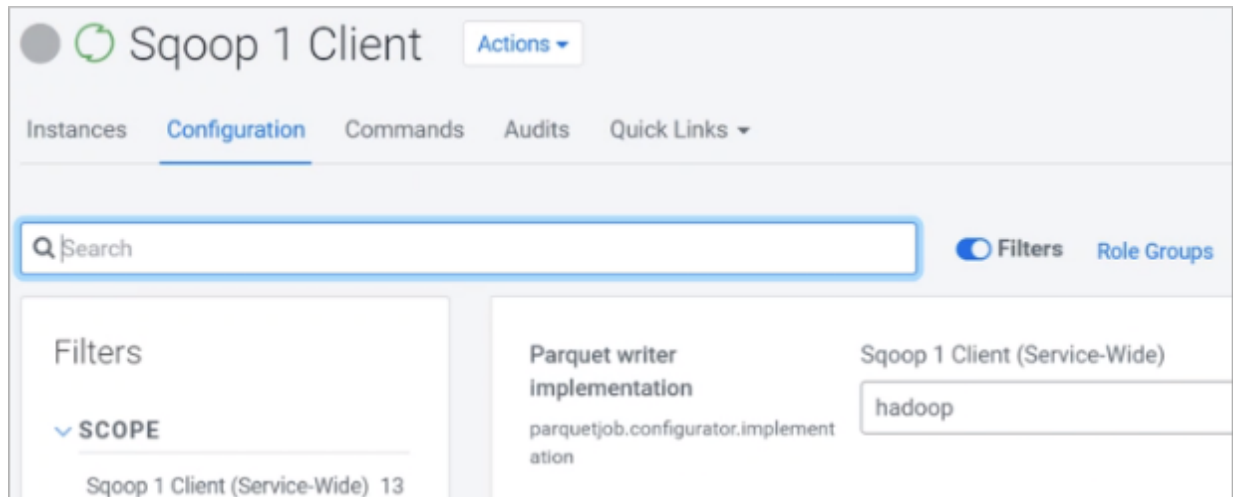 Sqoop 1 Client Actions
Instances Configuration Commands Audits Quick Links
Search
Filters Role Groups
Filters
SCOPE
Sqoop 1 Client (Service-Wide) 13
Parquet writer
implementation
parquetjob.configurator.implement
ation
Sqoop 1 Client (Service-Wide)
hadoop